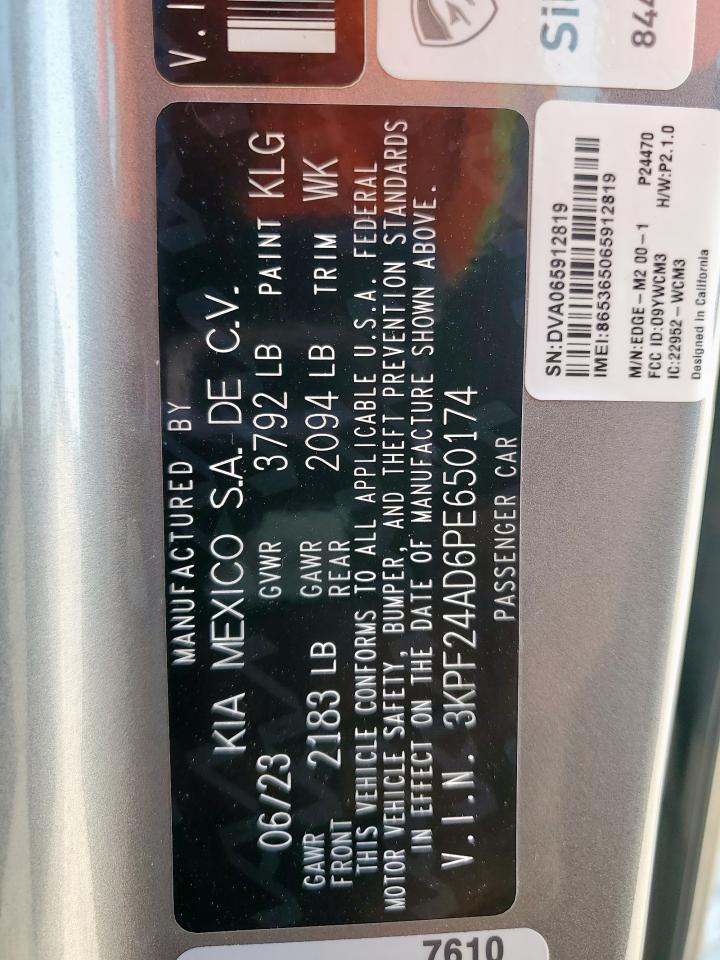 MANUFACTURED BY
KIA MEXICO S.A. DE C.V.
06/23 GVWR 3792 LB PAINT KLG
GAWR FRONT 2183 LB GAWR REAR 2094 LB TRIM WK
THIS VEHICLE CONFORMS TO ALL APPLICABLE U.S.A. FEDERAL
MOTOR VEHICLE SAFETY, BUMPER, AND THEFT PREVENTION STANDARDS
IN EFFECT ON THE DATE OF MANUFACTURE SHOWN ABOVE.
V.I.N. 3KPF24AD6PE650174
PASSENGER CAR
SN:DVA065912819
IMEI:865365065912819
M/N:EDGE-M2 00-1 P24470
FCC ID:09YWCM3
IC:22952-WCM3 H/W:P2.1.0
Designed in California
V.I
844
7610